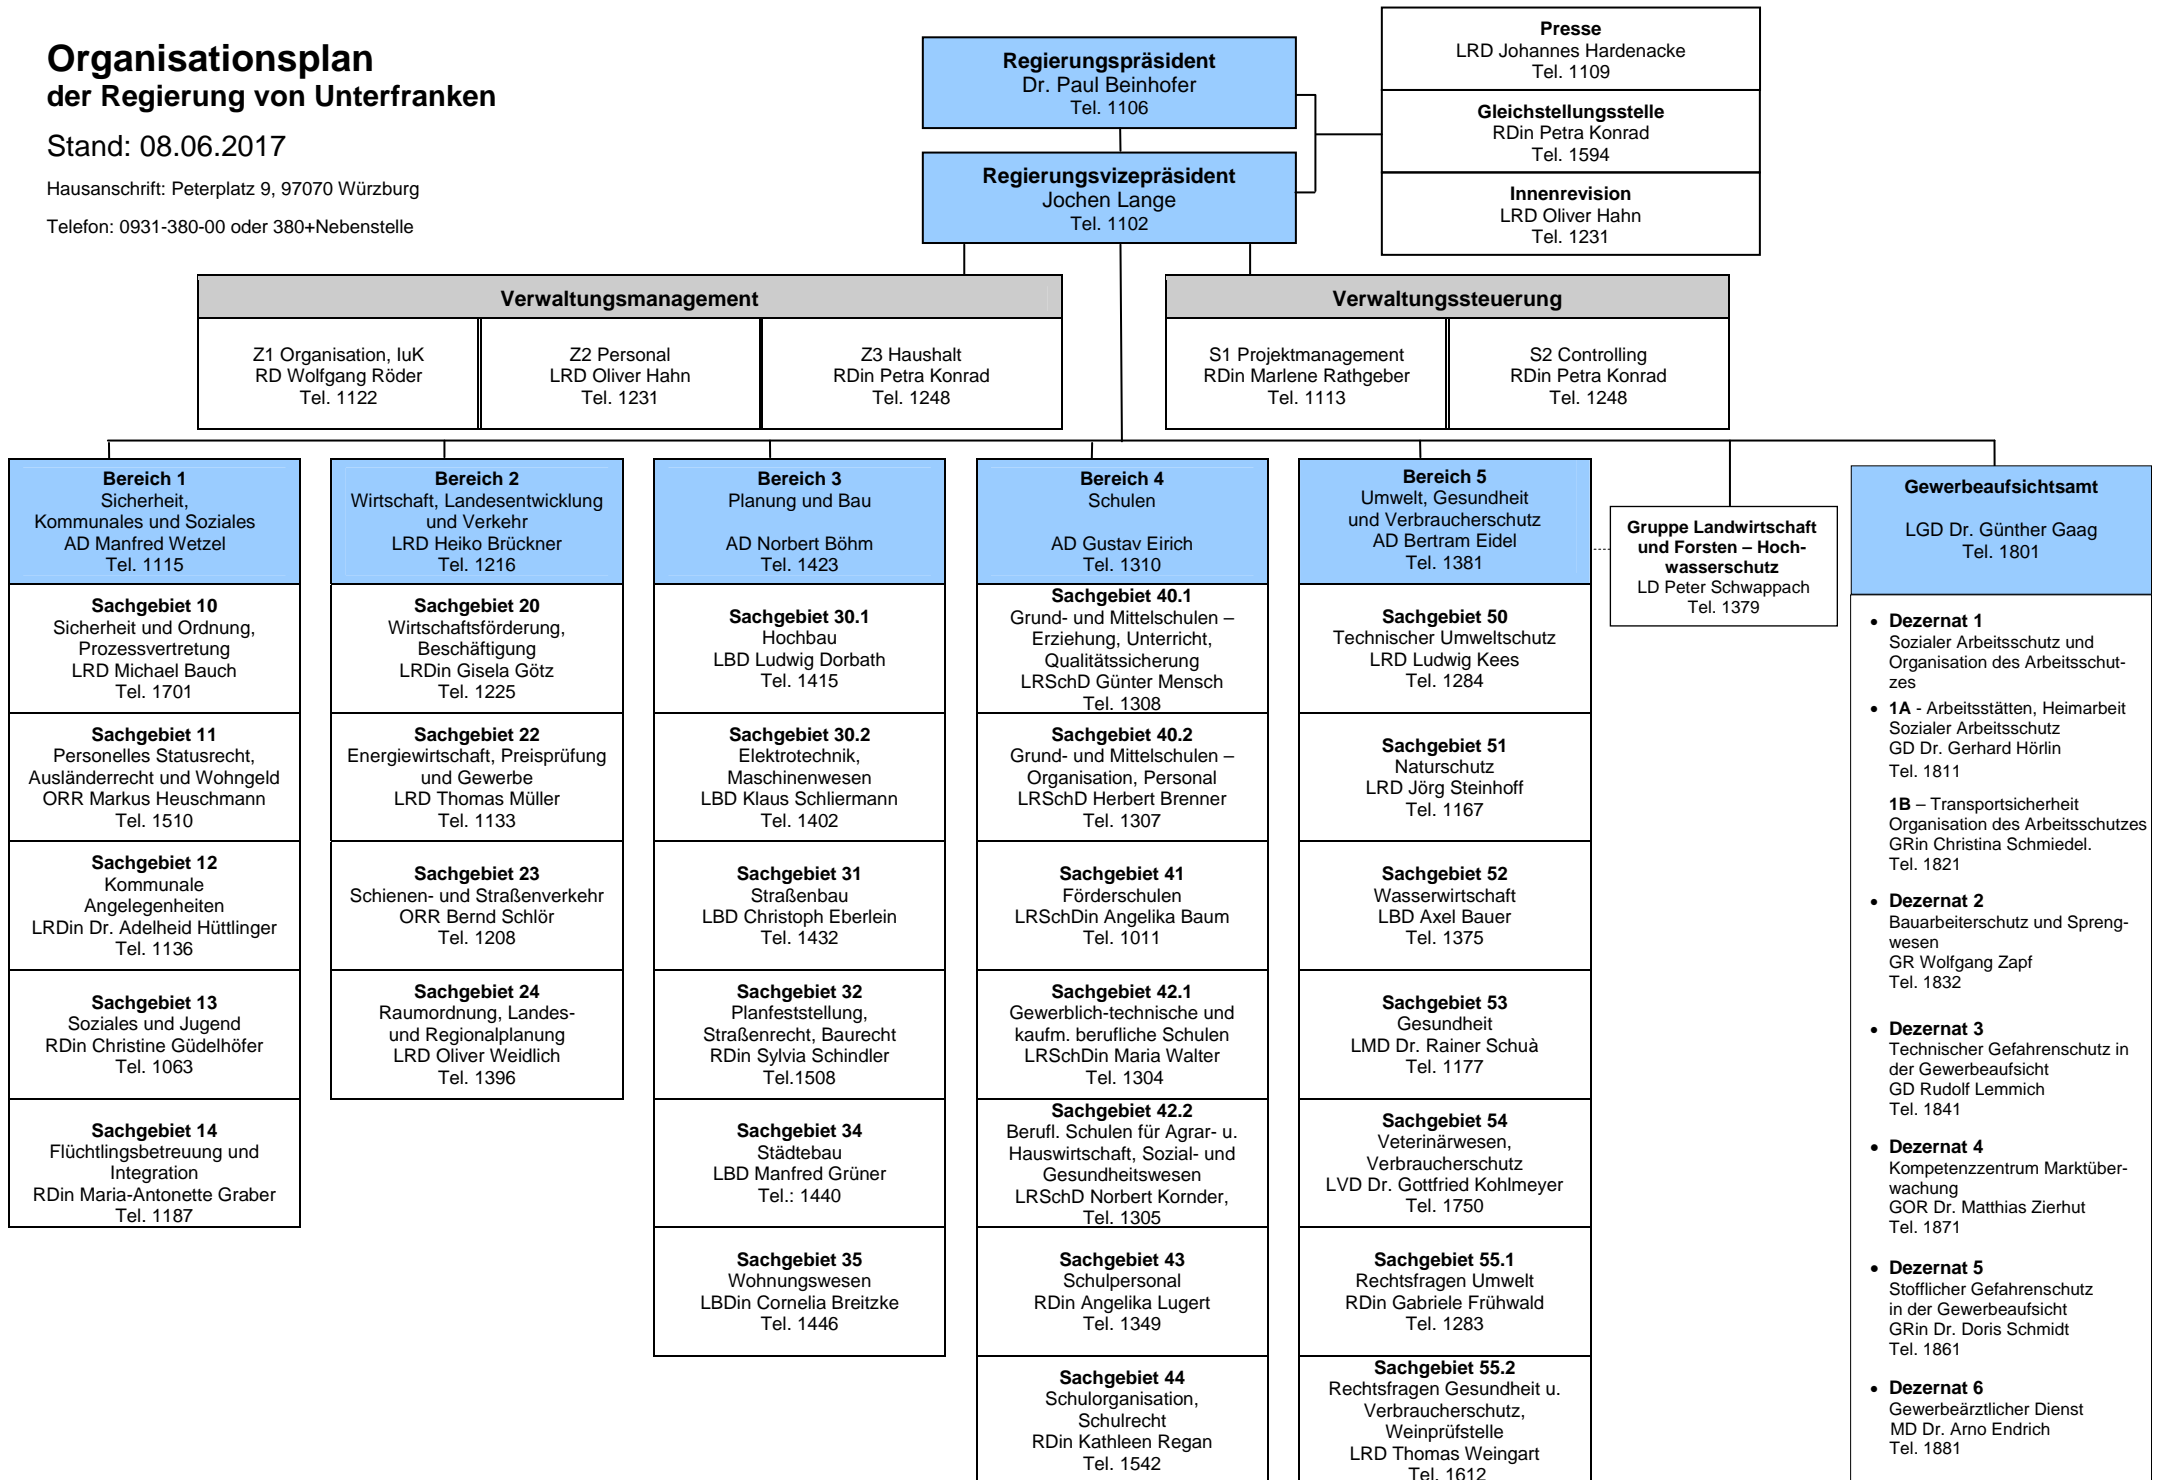 Organisationsplan
der Regierung von Unterfranken
Stand: 08.06.2017
Hausanschrift: Peterplatz 9, 97070 Würzburg
Telefon: 0931-380-00 oder 380+Nebenstelle
Regierungspräsident
Dr. Paul Beinhofer
Tel. 1106
Regierungsvizepräsident
Jochen Lange
Tel. 1102
Presse
LRD Johannes Hardenacke
Tel. 1109
Gleichstellungsstelle
RDin Petra Konrad
Tel. 1594
Innenrevision
LRD Oliver Hahn
Tel. 1231
Verwaltungsmanagement
Z1 Organisation, IuK
RD Wolfgang Röder
Tel. 1122
Z2 Personal
LRD Oliver Hahn
Tel. 1231
Z3 Haushalt
RDin Petra Konrad
Tel. 1248
Verwaltungssteuerung
S1 Projektmanagement
RDin Marlene Rathgeber
Tel. 1113
S2 Controlling
RDin Petra Konrad
Tel. 1248
Bereich 1
Sicherheit,
Kommunales und Soziales
AD Manfred Wetzel
Tel. 1115
Sachgebiet 10
Sicherheit und Ordnung,
Prozessvertretung
LRD Michael Bauch
Tel. 1701
Sachgebiet 11
Personelles Statusrecht,
Ausländerrecht und Wohngeld
ORR Markus Heuschmann
Tel. 1510
Sachgebiet 12
Kommunale
Angelegenheiten
LRDin Dr. Adelheid Hüttlinger
Tel. 1136
Sachgebiet 13
Soziales und Jugend
RDin Christine Güdelhöfer
Tel. 1063
Sachgebiet 14
Flüchtlingsbetreuung und
Integration
RDin Maria-Antonette Graber
Tel. 1187
Bereich 2
Wirtschaft, Landesentwicklung
und Verkehr
LRD Heiko Brückner
Tel. 1216
Sachgebiet 20
Wirtschaftsförderung,
Beschäftigung
LRDin Gisela Götz
Tel. 1225
Sachgebiet 22
Energiewirtschaft, Preisprüfung
und Gewerbe
LRD Thomas Müller
Tel. 1133
Sachgebiet 23
Schienen- und Straßenverkehr
ORR Bernd Schlör
Tel. 1208
Sachgebiet 24
Raumordnung, Landes-
und Regionalplanung
LRD Oliver Weidlich
Tel. 1396
Bereich 3
Planung und Bau
AD Norbert Böhm
Tel. 1423
Sachgebiet 30.1
Hochbau
LBD Ludwig Dorbath
Tel. 1415
Sachgebiet 30.2
Elektrotechnik,
Maschinenwesen
LBD Klaus Schliermann
Tel. 1402
Sachgebiet 31
Straßenbau
LBD Christoph Eberlein
Tel. 1432
Sachgebiet 32
Planfeststellung,
Straßenrecht, Baurecht
RDin Sylvia Schindler
Tel.1508
Sachgebiet 34
Städtebau
LBD Manfred Grüner
Tel.: 1440
Sachgebiet 35
Wohnungswesen
LBDin Cornelia Breitzke
Tel. 1446
Bereich 4
Schulen
AD Gustav Eirich
Tel. 1310
Sachgebiet 40.1
Grund- und Mittelschulen –
Erziehung, Unterricht,
Qualitätssicherung
LRSchD Günter Mensch
Tel. 1308
Sachgebiet 40.2
Grund- und Mittelschulen –
Organisation, Personal
LRSchD Herbert Brenner
Tel. 1307
Sachgebiet 41
Förderschulen
LRSchDin Angelika Baum
Tel. 1011
Sachgebiet 42.1
Gewerblich-technische und
kaufm. berufliche Schulen
LRSchDin Maria Walter
Tel. 1304
Sachgebiet 42.2
Berufl. Schulen für Agrar- u.
Hauswirtschaft, Sozial- und
Gesundheitswesen
LRSchD Norbert Kornder,
Tel. 1305
Sachgebiet 43
Schulpersonal
RDin Angelika Lugert
Tel. 1349
Sachgebiet 44
Schulorganisation,
Schulrecht
RDin Kathleen Regan
Tel. 1542
Bereich 5
Umwelt, Gesundheit
und Verbraucherschutz
AD Bertram Eidel
Tel. 1381
Sachgebiet 50
Technischer Umweltschutz
LRD Ludwig Kees
Tel. 1284
Sachgebiet 51
Naturschutz
LRD Jörg Steinhoff
Tel. 1167
Sachgebiet 52
Wasserwirtschaft
LBD Axel Bauer
Tel. 1375
Sachgebiet 53
Gesundheit
LMD Dr. Rainer Schuà
Tel. 1177
Sachgebiet 54
Veterinärwesen,
Verbraucherschutz
LVD Dr. Gottfried Kohlmeyer
Tel. 1750
Sachgebiet 55.1
Rechtsfragen Umwelt
RDin Gabriele Frühwald
Tel. 1283
Sachgebiet 55.2
Rechtsfragen Gesundheit u.
Verbraucherschutz,
Weinprüfstelle
LRD Thomas Weingart
Tel. 1612
Gruppe Landwirtschaft
und Forsten – Hoch-
wasserschutz
LD Peter Schwappach
Tel. 1379
Gewerbeaufsichtsamt
LGD Dr. Günther Gaag
Tel. 1801
• Dezernat 1
Sozialer Arbeitsschutz und
Organisation des Arbeitsschut-
zes
• 1A - Arbeitsstätten, Heimarbeit
Sozialer Arbeitsschutz
GD Dr. Gerhard Hörlin
Tel. 1811
1B – Transportsicherheit
Organisation des Arbeitsschutzes
GRin Christina Schmiedel.
Tel. 1821
• Dezernat 2
Bauarbeiterschutz und Spreng-
wesen
GR Wolfgang Zapf
Tel. 1832
• Dezernat 3
Technischer Gefahrenschutz in
der Gewerbeaufsicht
GD Rudolf Lemmich
Tel. 1841
• Dezernat 4
Kompetenzzentrum Marktüber-
wachung
GOR Dr. Matthias Zierhut
Tel. 1871
• Dezernat 5
Stofflicher Gefahrenschutz
in der Gewerbeaufsicht
GRin Dr. Doris Schmidt
Tel. 1861
• Dezernat 6
Gewerbeärztlicher Dienst
MD Dr. Arno Endrich
Tel. 1881